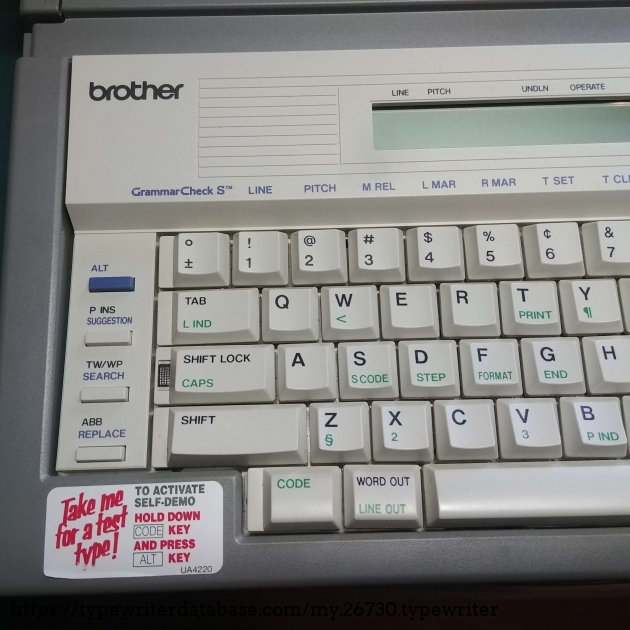 brother
LINE PITCH UNDLN OPERATE
GrammarCheck S™ LINE PITCH M REL L MAR R MAR T SET
° ! @ # $ % ¢ &
± 1 2 3 4 5 6 7
ALT
TAB Q W E R T Y
L IND < PRINT ¶
P INS
SUGGESTION
SHIFT LOCK A S D F G H
CAPS S CODE STEP FORMAT END
TW/WP
SEARCH
SHIFT Z X C V B
§ 2 3 P IND
ABB
REPLACE
CODE WORD OUT
LINE OUT
Take me
for a test
type!
TO ACTIVATE
SELF-DEMO
HOLD DOWN
CODE KEY
AND PRESS
ALT KEY
UA4220
https://typewriterdatabase.com/my.26730.typewriter